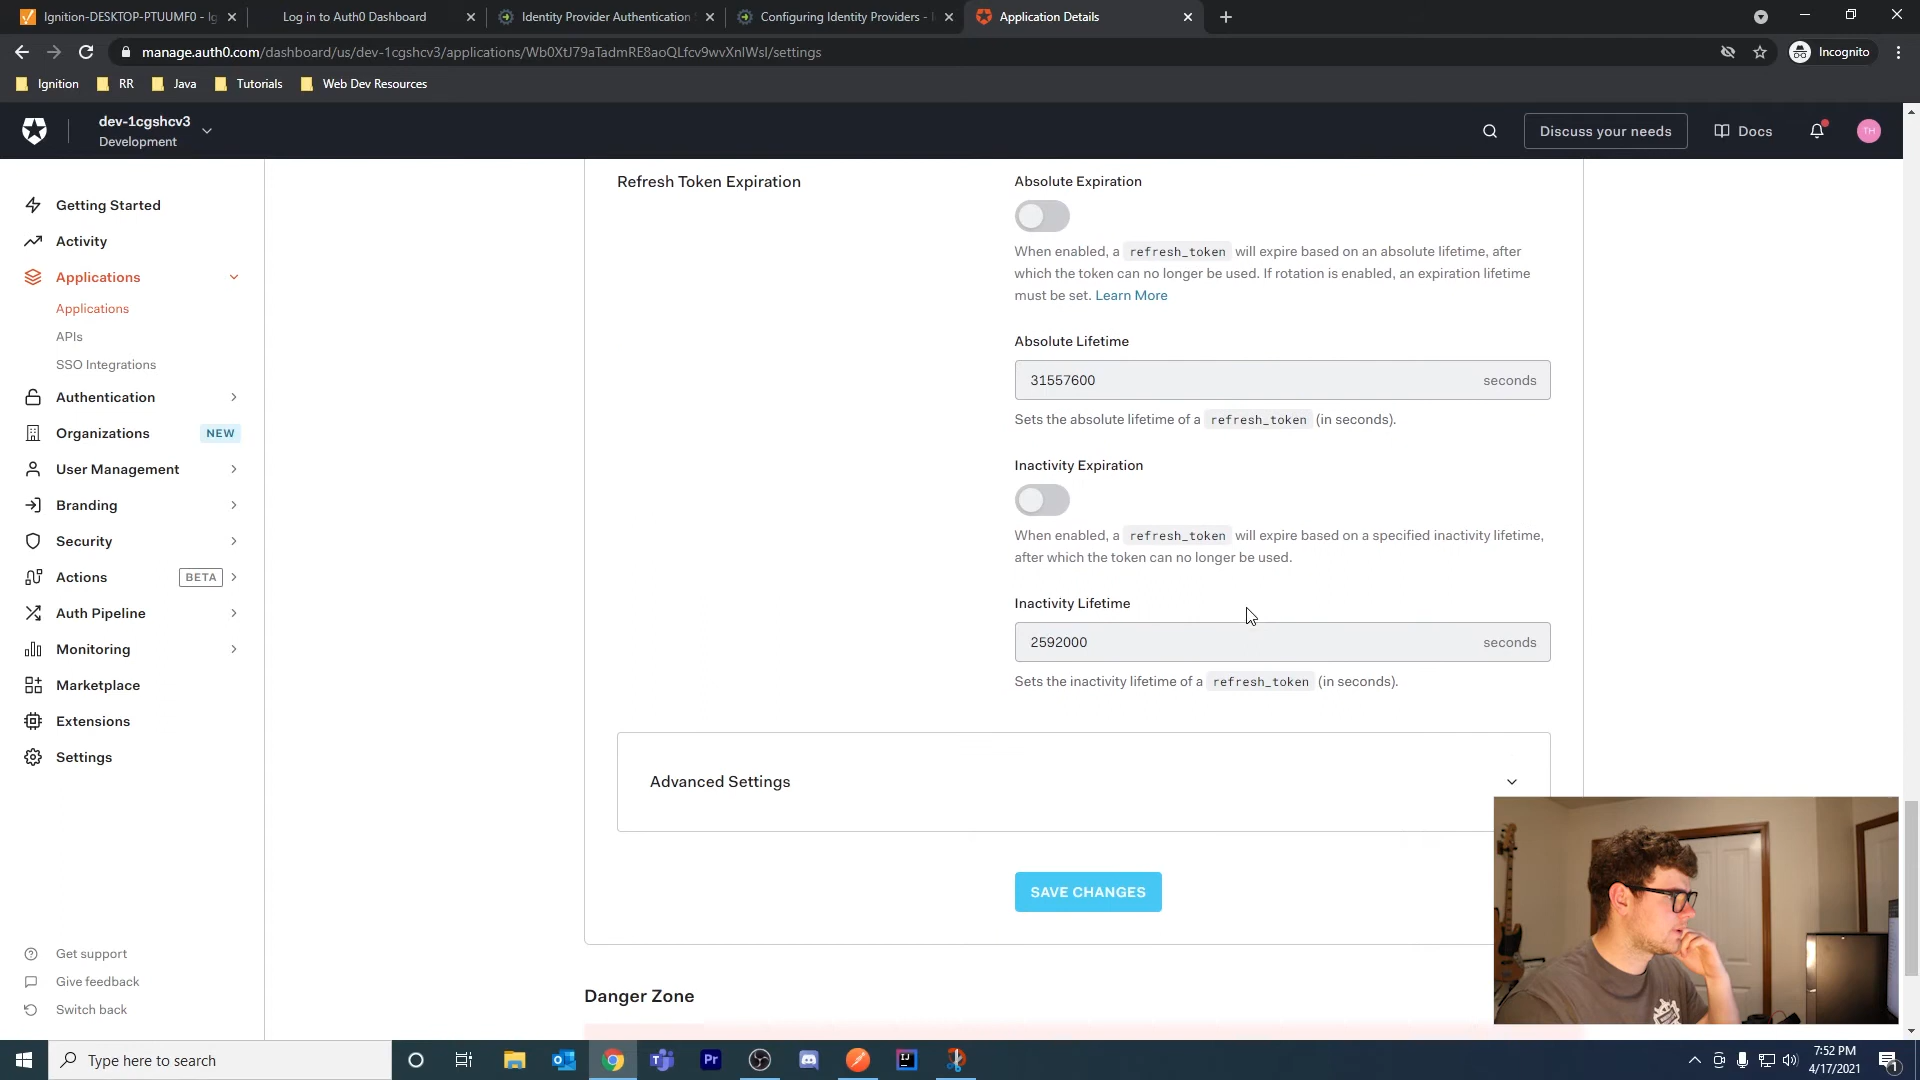 Ignition-DESKTOP-PTUUMF0 - Ig
Log in to Auth0 Dashboard
Identity Provider Authentication
Configuring Identity Providers - I
Application Details
manage.auth0.com/dashboard/us/dev-1cgshcv3/applications/Wb0XtJ79aTadmRE8aoQLfcv9wvXnIWsI/settings
Incognito
Ignition
RR
Java
Tutorials
Web Dev Resources
dev-1cgshcv3
Development
Discuss your needs
Docs
TH
Getting Started
Activity
Applications
Applications
APIs
SSO Integrations
Authentication
Organizations NEW
User Management
Branding
Security
Actions BETA
Auth Pipeline
Monitoring
Marketplace
Extensions
Settings
Get support
Give feedback
Switch back
Refresh Token Expiration
Absolute Expiration
When enabled, a refresh_token will expire based on an absolute lifetime, after
which the token can no longer be used. If rotation is enabled, an expiration lifetime
must be set. Learn More
Absolute Lifetime
31557600 seconds
Sets the absolute lifetime of a refresh_token (in seconds).
Inactivity Expiration
When enabled, a refresh_token will expire based on a specified inactivity lifetime,
after which the token can no longer be used.
Inactivity Lifetime
2592000 seconds
Sets the inactivity lifetime of a refresh_token (in seconds).
Advanced Settings
SAVE CHANGES
Danger Zone
Type here to search
Pr
IJ
7:52 PM
4/17/2021
1